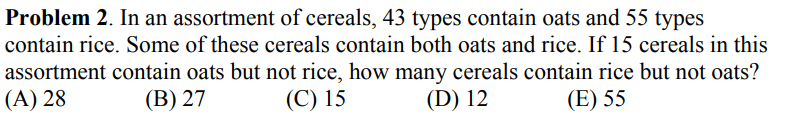 Problem 2. In an assortment of cereals, 43 types contain oats and 55 types
contain rice. Some of these cereals contain both oats and rice. If 15 cereals in this
assortment contain oats but not rice, how many cereals contain rice but not oats?
(A) 28 (B) 27 (C) 15 (D) 12 (E) 55